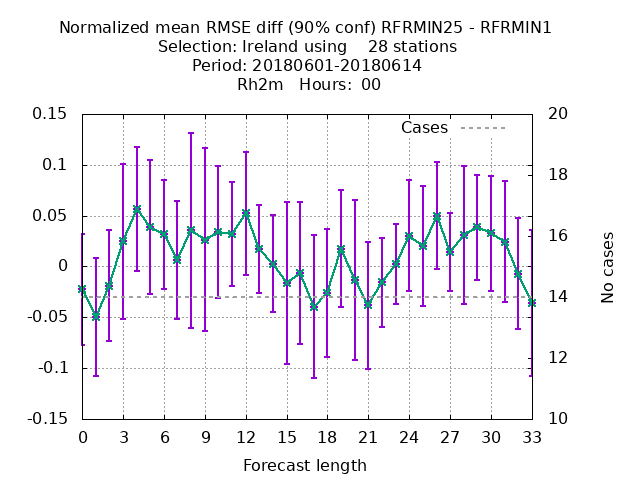 Normalized mean RMSE diff (90% conf) RFRMIN25 - RFRMIN1
Selection: Ireland using    28 stations
Period: 20180601-20180614
Rh2m   Hours:  00
Cases
0.15
0.1
0.05
0
-0.05
-0.1
-0.15
20
18
16
14
12
10
No cases
0 3 6 9 12 15 18 21 24 27 30 33
Forecast length